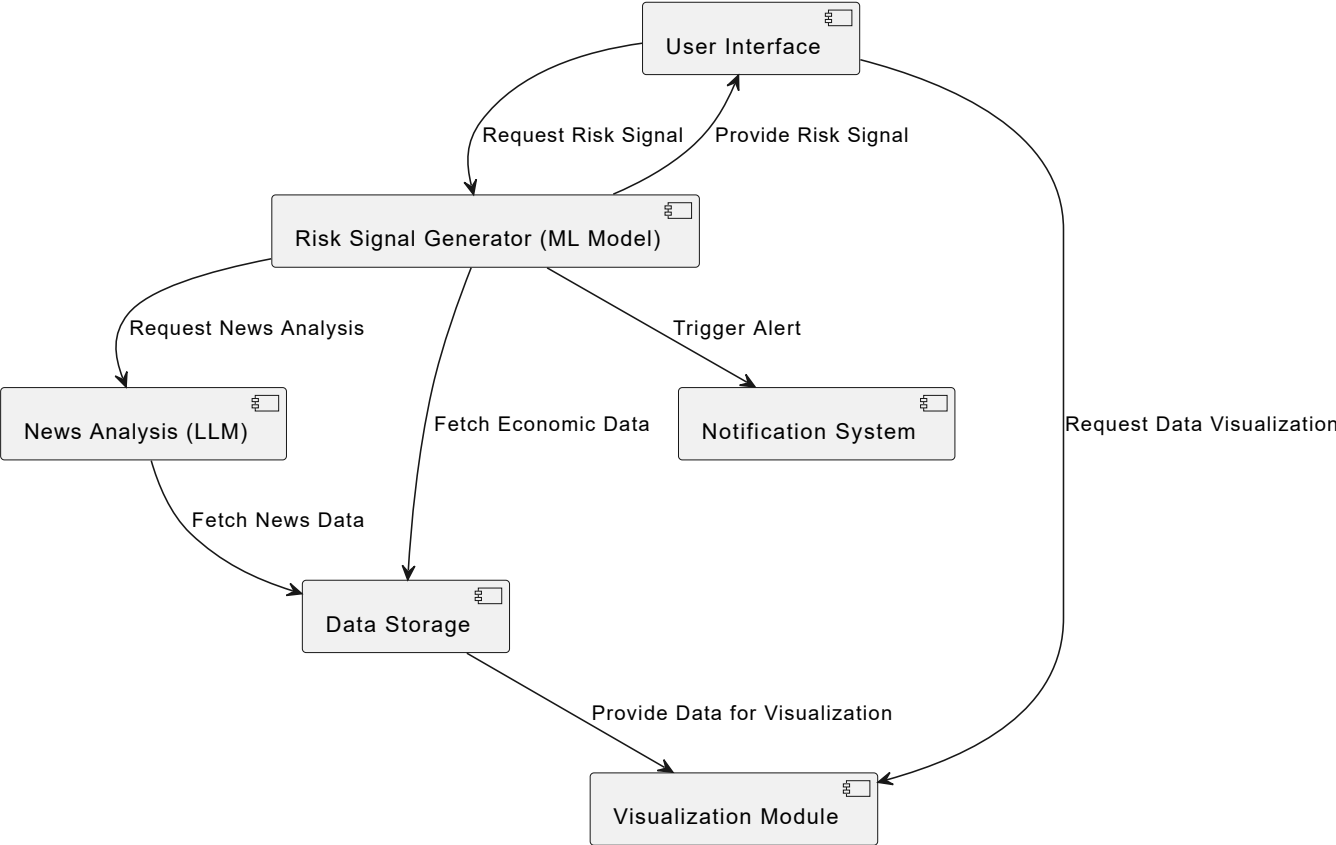 User Interface
Request Risk Signal
Provide Risk Signal
Risk Signal Generator (ML Model)
Request News Analysis
Trigger Alert
Fetch Economic Data
Request Data Visualization
News Analysis (LLM)
Notification System
Fetch News Data
Data Storage
Provide Data for Visualization
Visualization Module